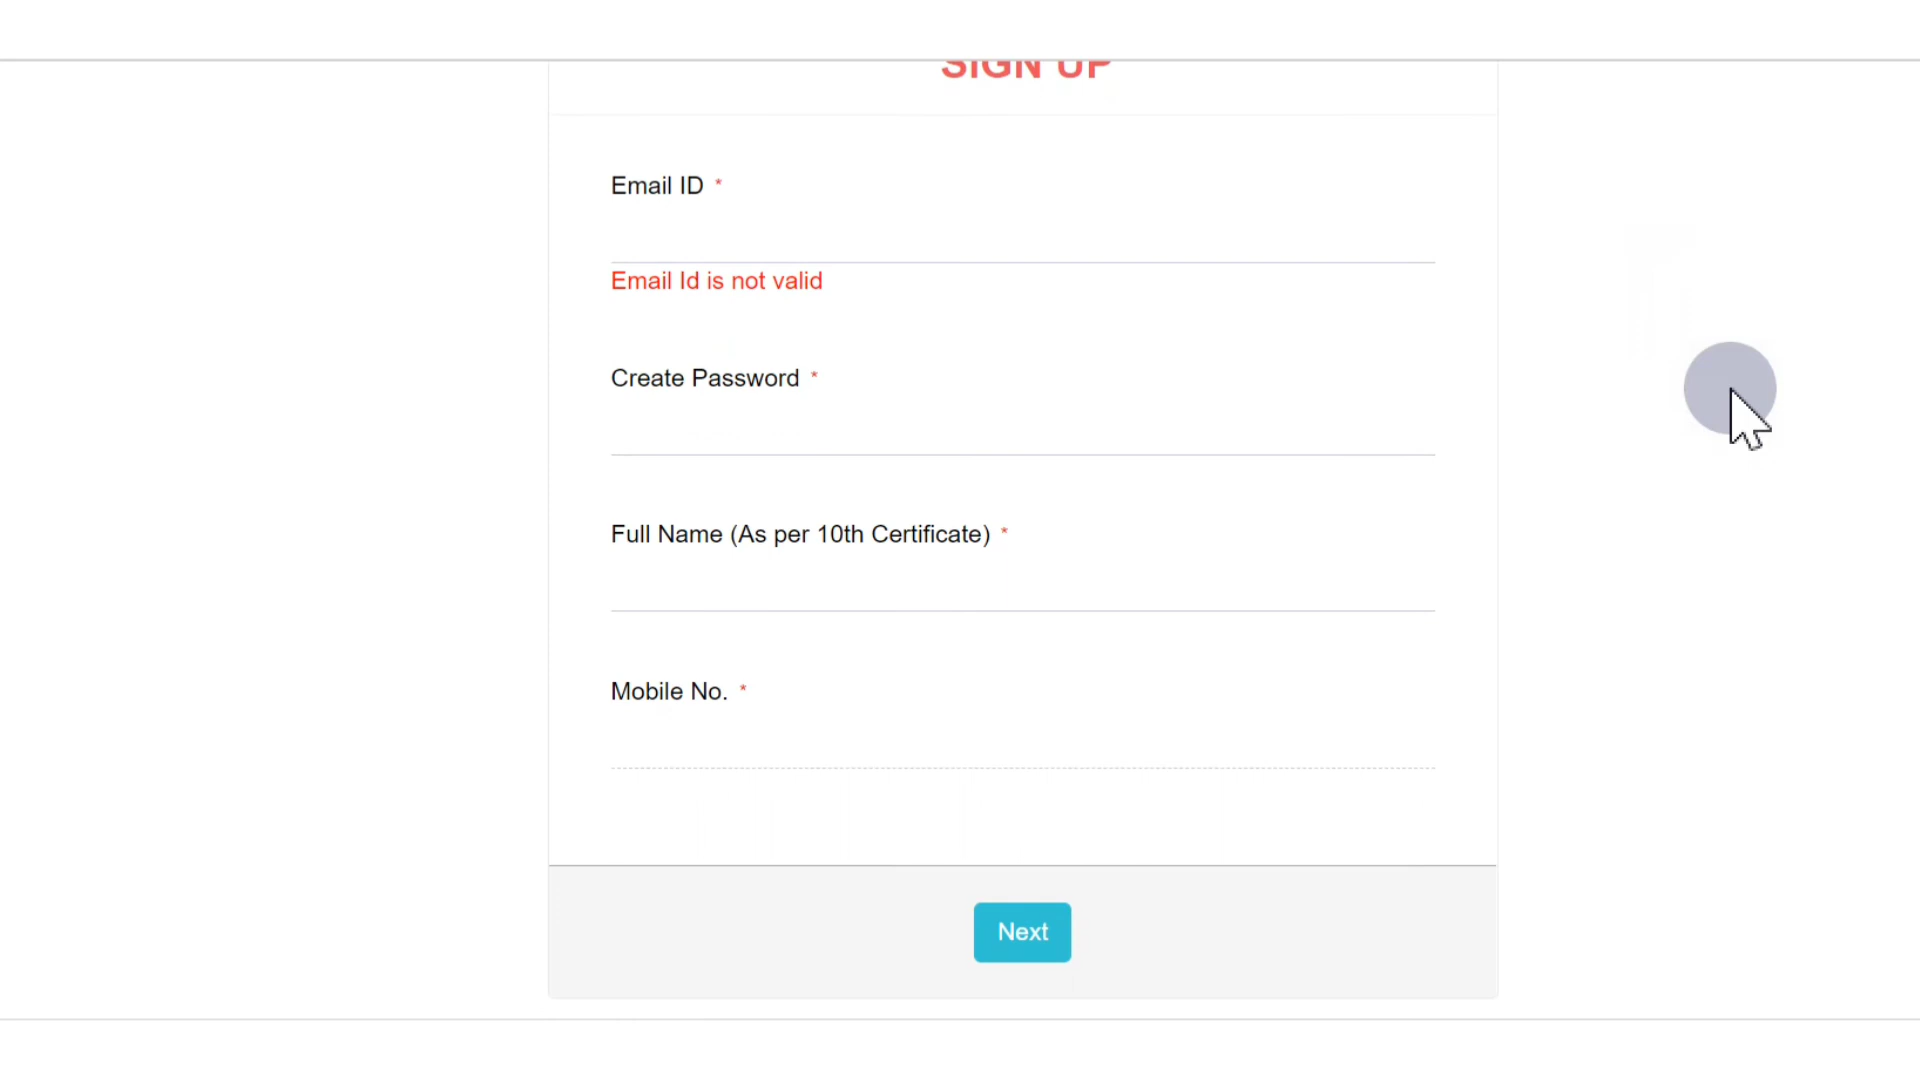 SIGN UP
Email ID *
Email Id is not valid
Create Password *
Full Name (As per 10th Certificate) *
Mobile No. *
Next